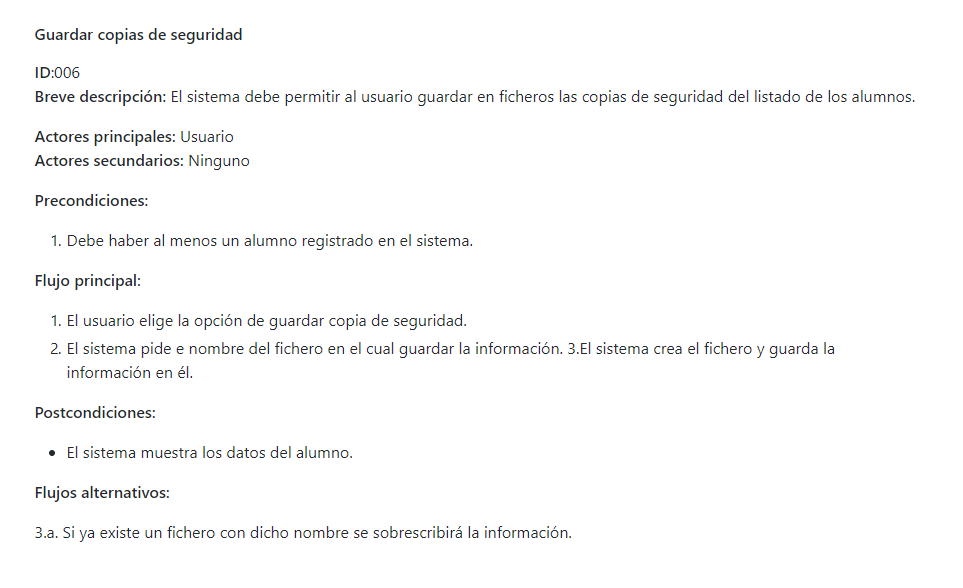 Guardar copias de seguridad
ID:006
Breve descripción: El sistema debe permitir al usuario guardar en ficheros las copias de seguridad del listado de los alumnos.
Actores principales: Usuario
Actores secundarios: Ninguno
Precondiciones:
1. Debe haber al menos un alumno registrado en el sistema.
Flujo principal:
1. El usuario elige la opción de guardar copia de seguridad.
2. El sistema pide e nombre del fichero en el cual guardar la información. 3.El sistema crea el fichero y guarda la
información en él.
Postcondiciones:
• El sistema muestra los datos del alumno.
Flujos alternativos:
3.a. Si ya existe un fichero con dicho nombre se sobrescribirá la información.